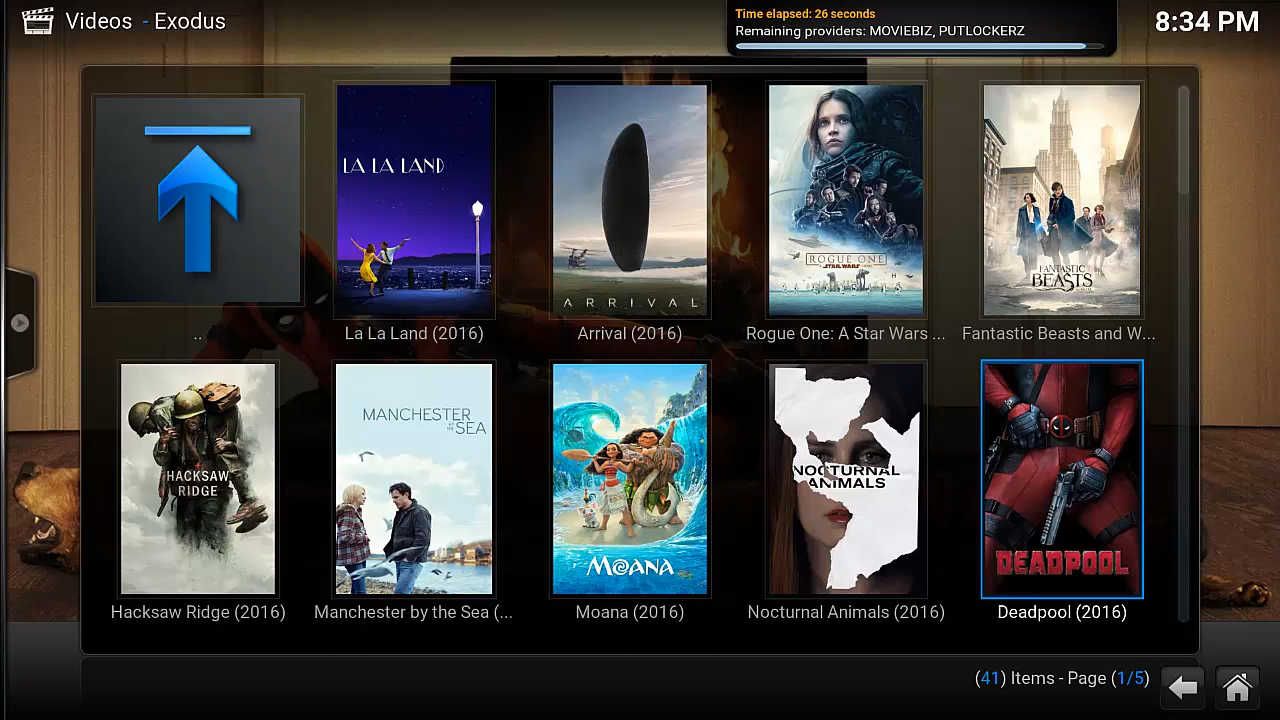 Videos - Exodus
Time elapsed: 26 seconds
Remaining providers: MOVIEBIZ, PUTLOCKERZ
8:34 PM
LA LA LAND
ARRIVAL
ROGUE ONE
A STAR WARS STORY
FANTASTIC
BEASTS
..
La La Land (2016)
Arrival (2016)
Rogue One: A Star Wars ...
Fantastic Beasts and W...
HACKSAW
RIDGE
MANCHESTER
BY THE SEA
MOANA
NOCTURNAL
ANIMALS
DEADPOOL
Hacksaw Ridge (2016)
Manchester by the Sea (...
Moana (2016)
Nocturnal Animals (2016)
Deadpool (2016)
(41) Items - Page (1/5)